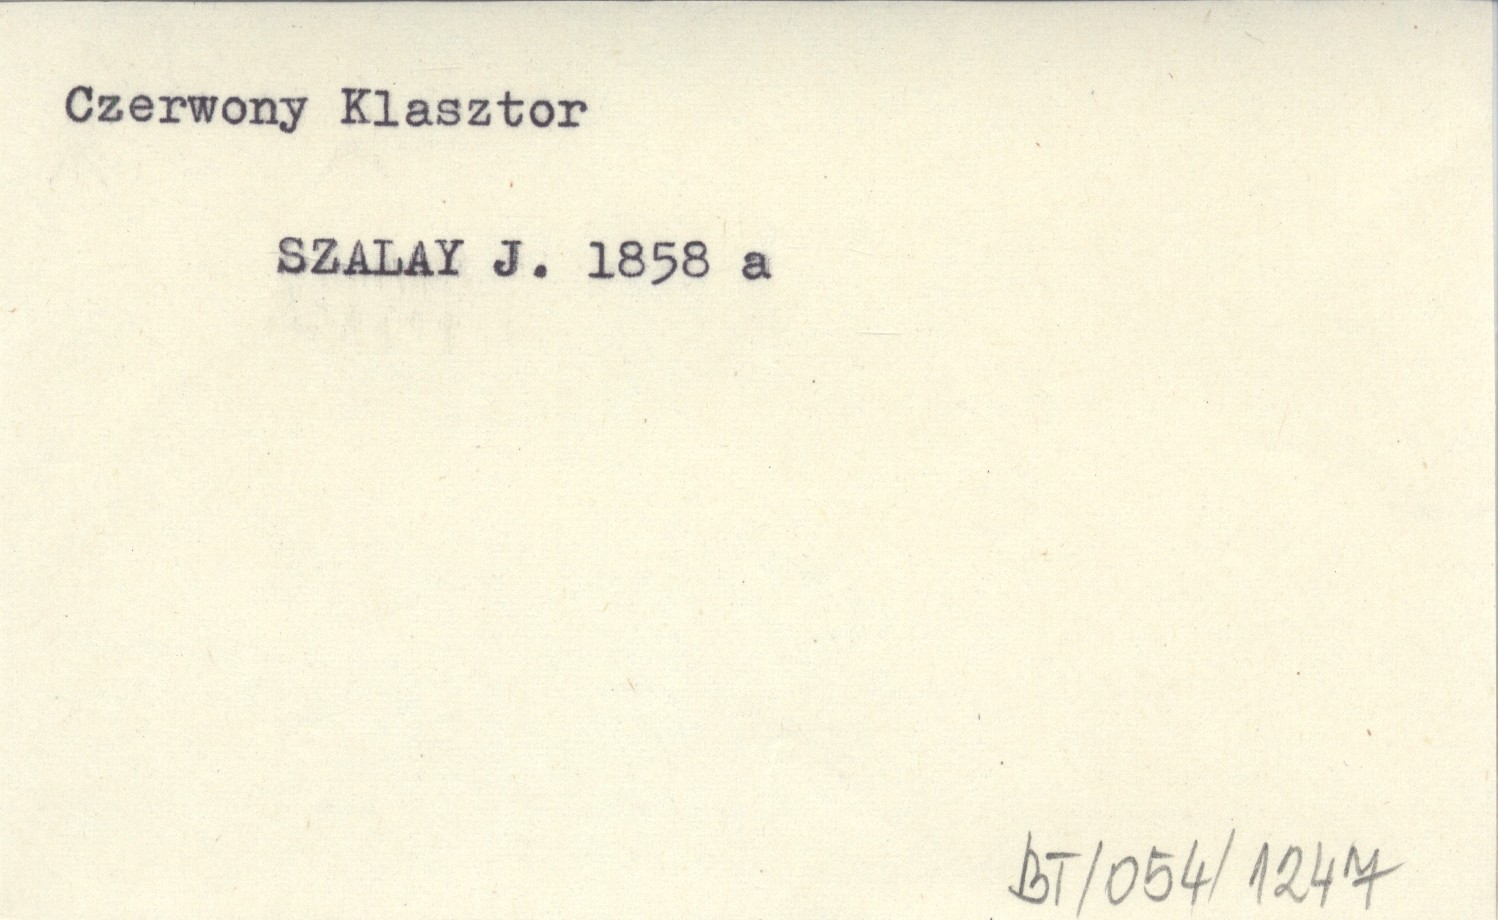 Czerwony Klasztor
SZALAY J. 1858 a
BT/054/1247